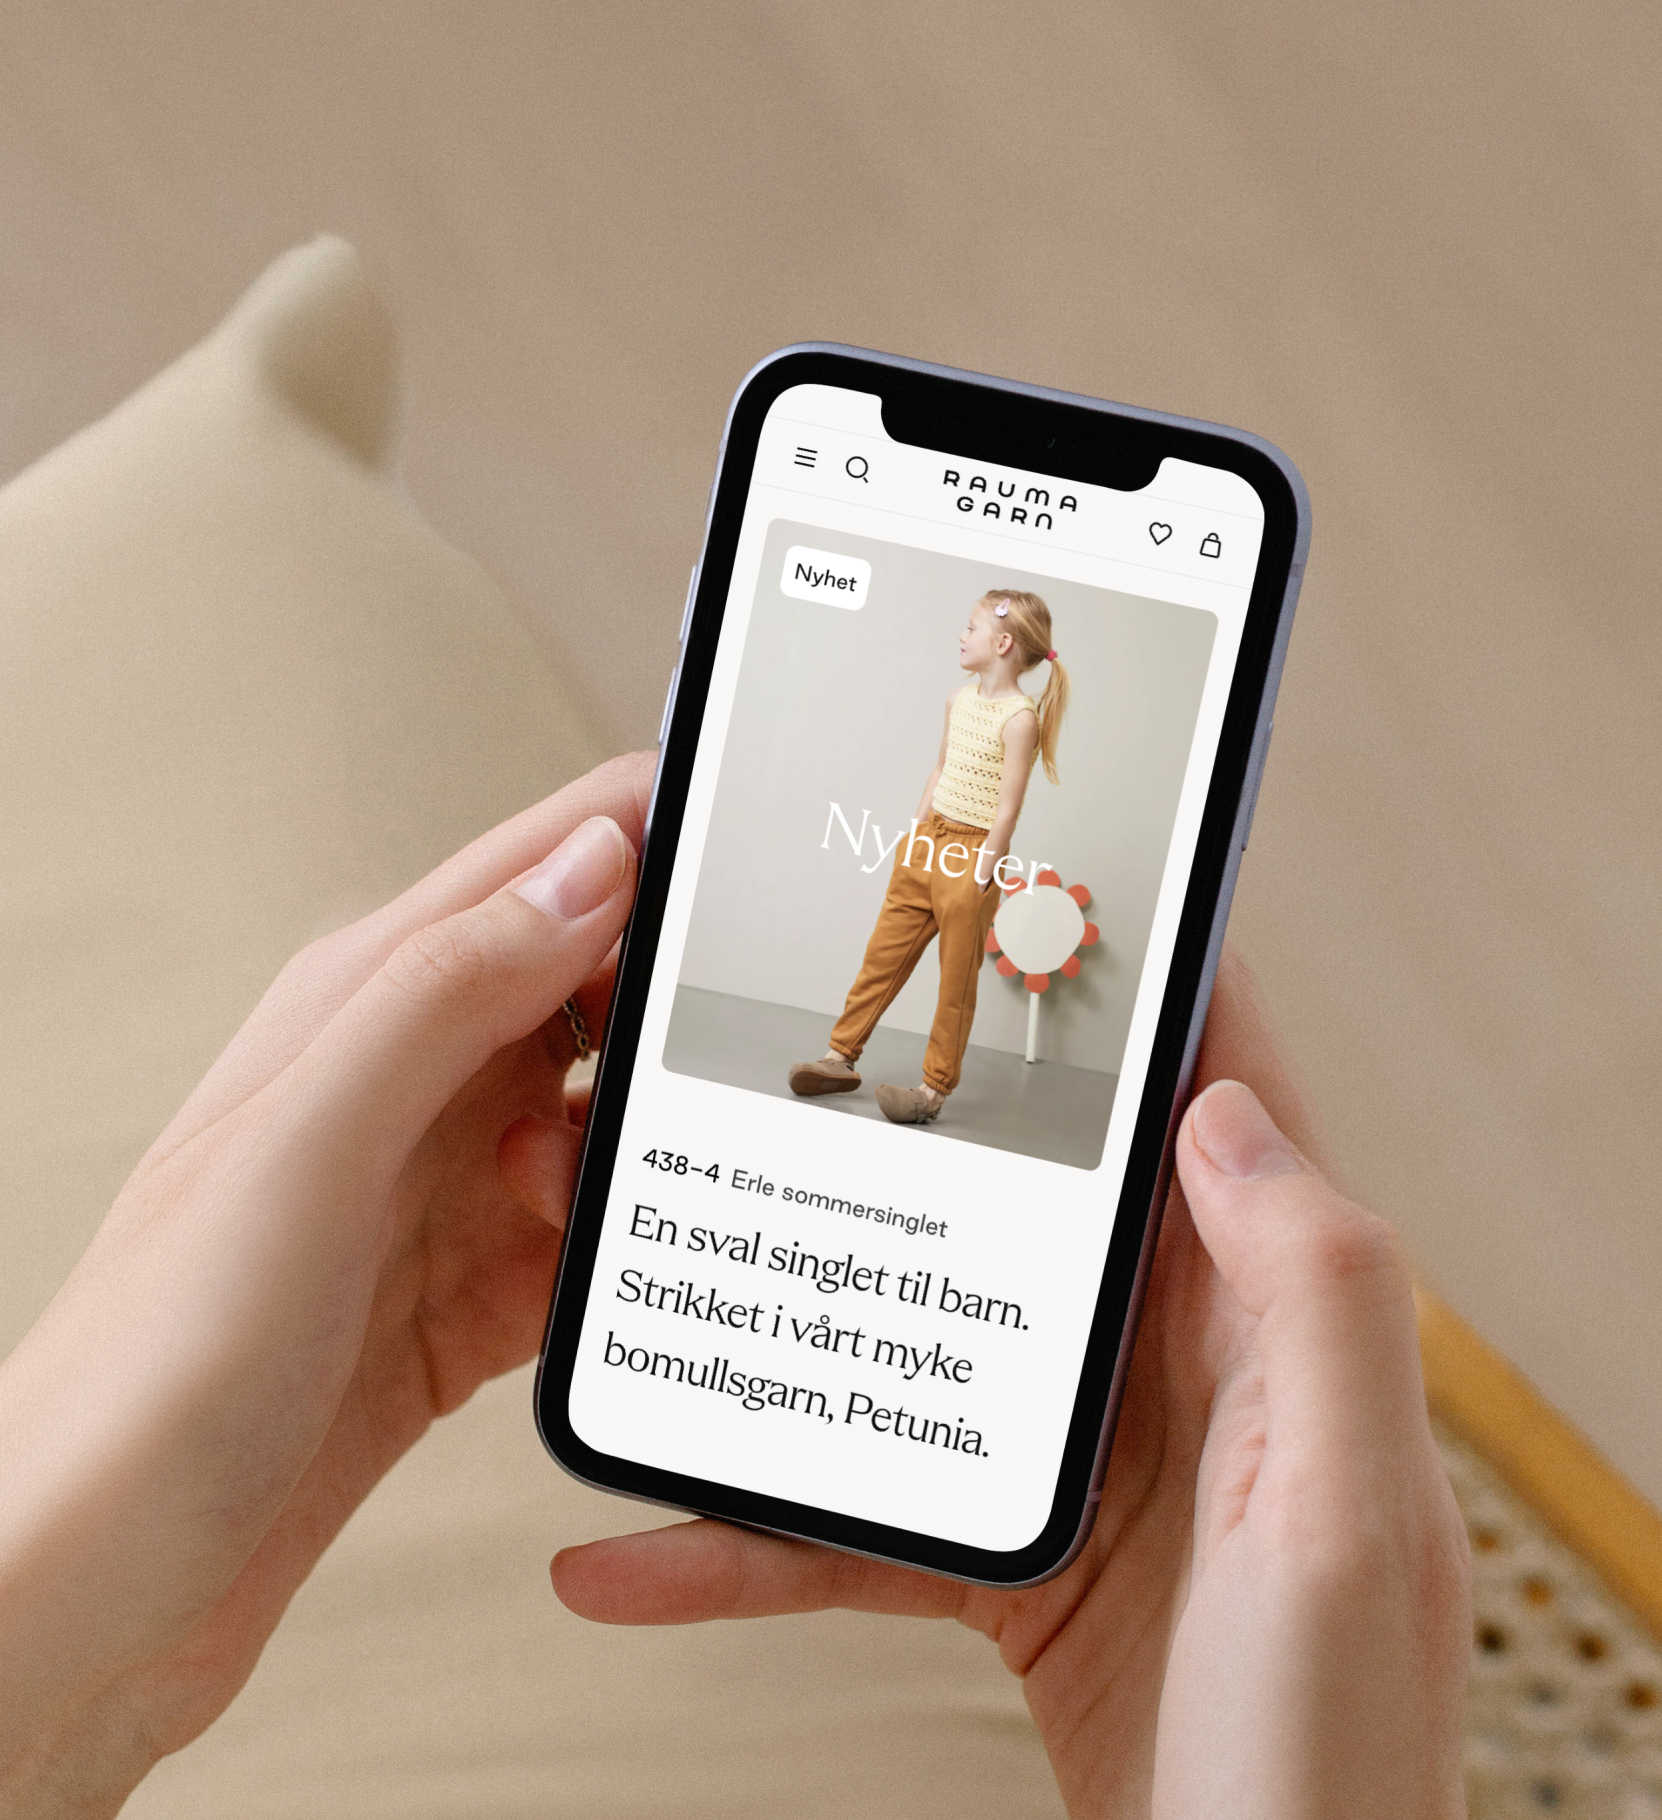 RAUMA
GARN
Nyhet
Nyheter
438–4 Erle sommersinglet
En sval singlet til barn.
Strikket i vårt myke
bomullsgarn, Petunia.